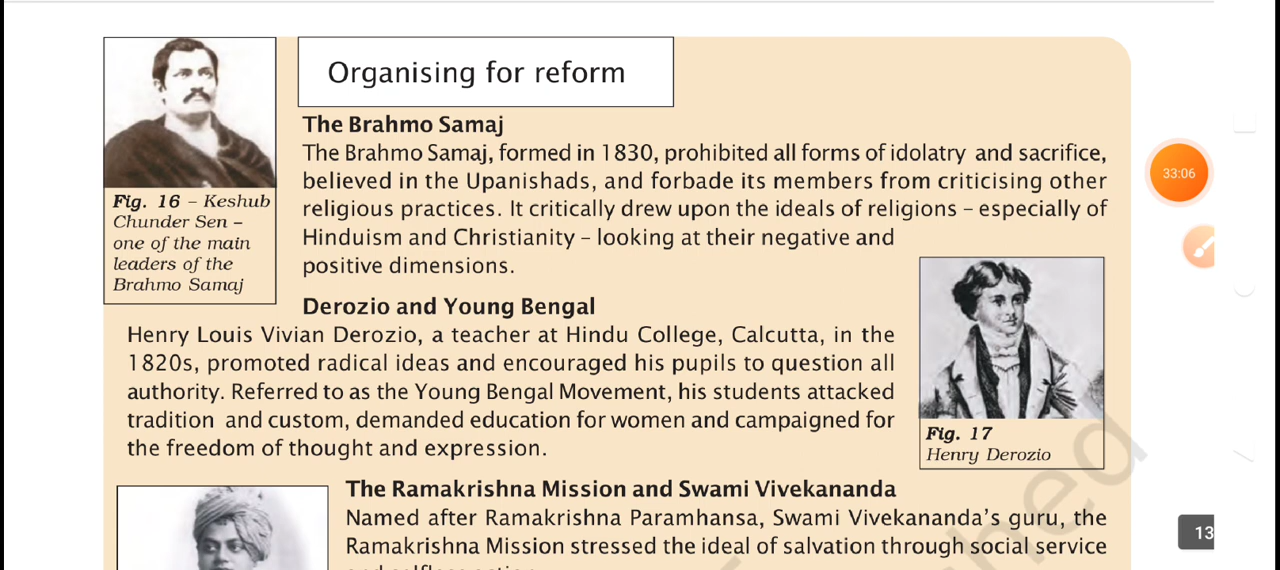 Organising for reform
The Brahmo Samaj
The Brahmo Samaj, formed in 1830, prohibited all forms of idolatry and sacrifice,
believed in the Upanishads, and forbade its members from criticising other
religious practices. It critically drew upon the ideals of religions – especially of
Hinduism and Christianity – looking at their negative and
positive dimensions.
Fig. 16 – Keshub
Chunder Sen –
one of the main
leaders of the
Brahmo Samaj
Derozio and Young Bengal
Henry Louis Vivian Derozio, a teacher at Hindu College, Calcutta, in the
1820s, promoted radical ideas and encouraged his pupils to question all
authority. Referred to as the Young Bengal Movement, his students attacked
tradition and custom, demanded education for women and campaigned for
the freedom of thought and expression.
Fig. 17
Henry Derozio
The Ramakrishna Mission and Swami Vivekananda
Named after Ramakrishna Paramhansa, Swami Vivekananda's guru, the
Ramakrishna Mission stressed the ideal of salvation through social service
33:06
13